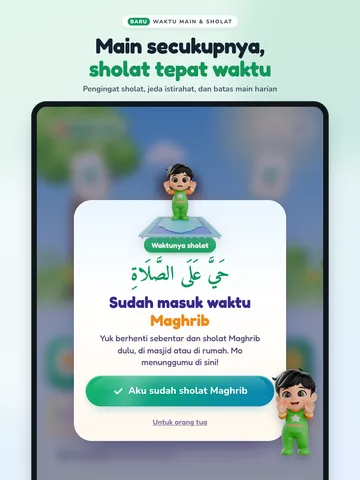 BARU WAKTU MAIN & SHOLAT
Main secukupnya,
sholat tepat waktu
Pengingat sholat, jeda istirahat, dan batas main harian
Waktunya sholat
حَيَّ عَلَى الصَّلَاةِ
Sudah masuk waktu
Maghrib
Yuk berhenti sebentar dan sholat Maghrib
dulu, di masjid atau di rumah. Mo
menunggumu di sini!
Aku sudah sholat Maghrib
Untuk orang tua